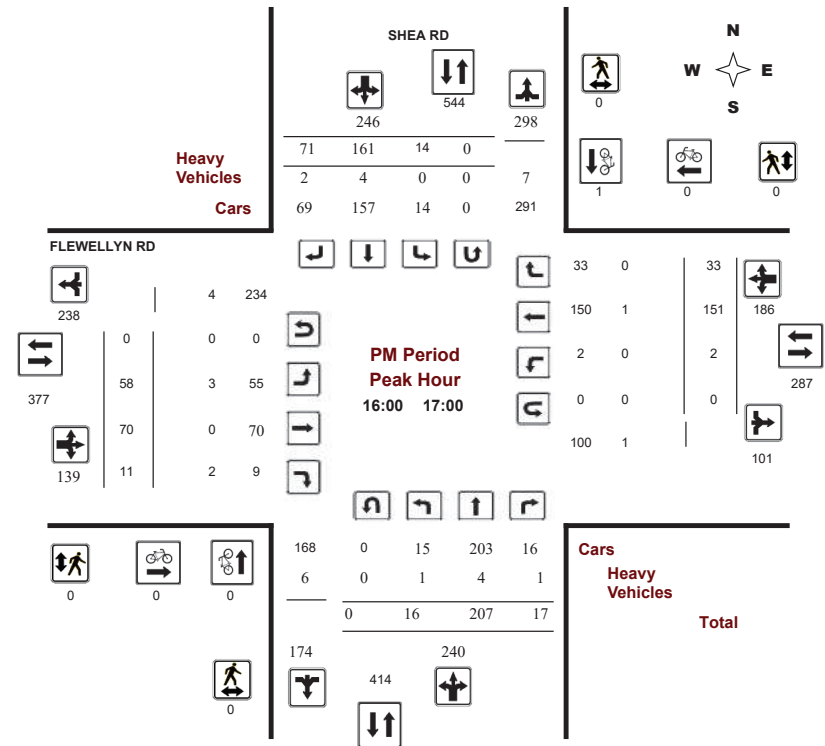 SHEA RD
N
W E
S
544
0
246 298
71 161 14 0
Heavy
Vehicles
2 4 0 0 7
1 0 0
Cars 69 157 14 0 291
FLEWELLYN RD
33 0 33
4 234
238
150 1 151 186
0 0 0
PM Period
2 0 2
Peak Hour
58 3 55
287
377
16:00 17:00
0 0 0
70 0 70
100 1
101
139 11 2 9
168 0 15 203 16 Cars
6 0 1 4 1 Heavy
Vehicles
0 0 0
0 16 207 17 Total
174 240
414
0